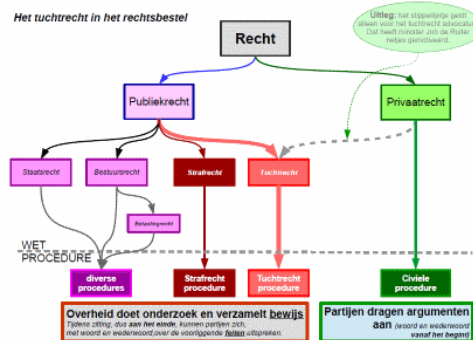 Het tuchtrecht in het rechtsbestel
Recht
Uitleg: het stippellijntje geldt
alleen voor het tuchtrecht advocatuur
Dat heeft minister Job de Ruiter
netjes gemotiveerd.
Publiekrecht
Privaatrecht
Staatsrecht
Bestuursrecht
Strafrecht
Tuchtrecht
Belastingrecht
WET
PROCEDURE
diverse
procedures
Strafrecht
procedure
Tuchtrecht
procedure
Civiele
procedure
Overheid doet onderzoek en verzamelt bewijs
Tijdens zitting, dus aan het einde, kunnen partijen zich,
met woord en wederwoord,over de voorliggende feiten uitspreken.
Partijen dragen argumenten
aan (woord en wederwoord
vanaf het begin!)